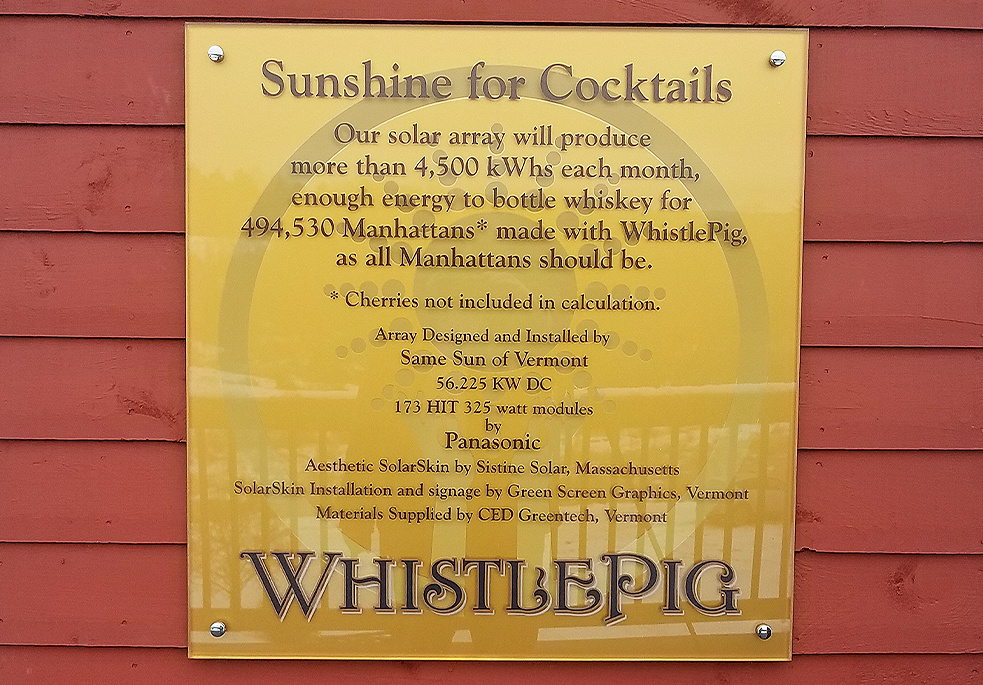 Sunshine for Cocktails
Our solar array will produce
more than 4,500 kWhs each month,
enough energy to bottle whiskey for
494,530 Manhattans* made with WhistlePig,
as all Manhattans should be.
* Cherries not included in calculation.
Array Designed and Installed by
Same Sun of Vermont
56.225 KW DC
173 HIT 325 watt modules
by
Panasonic
Aesthetic SolarSkin by Sistine Solar, Massachusetts
SolarSkin Installation and signage by Green Screen Graphics, Vermont
Materials Supplied by CED Greentech, Vermont
WHISTLEPIG